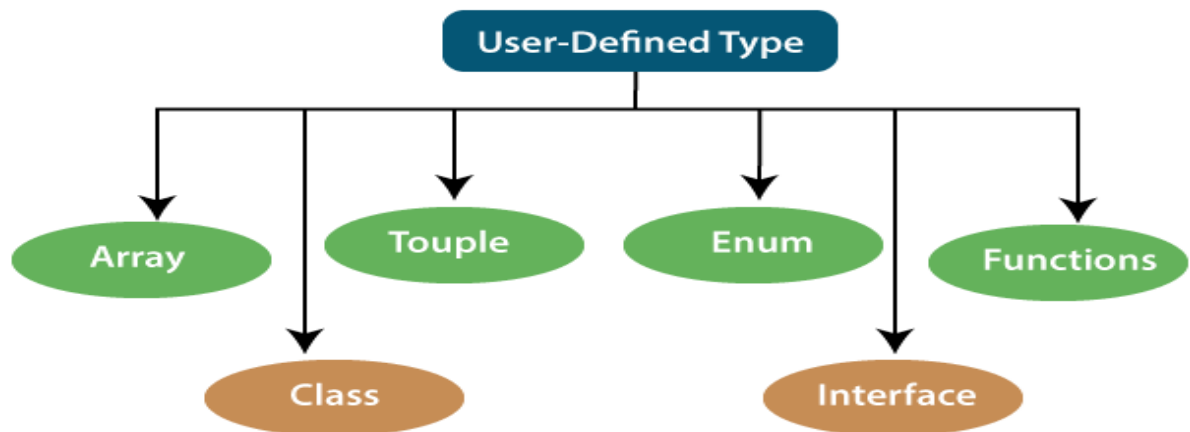 User-Defined Type
Array
Touple
Enum
Functions
Class
Interface